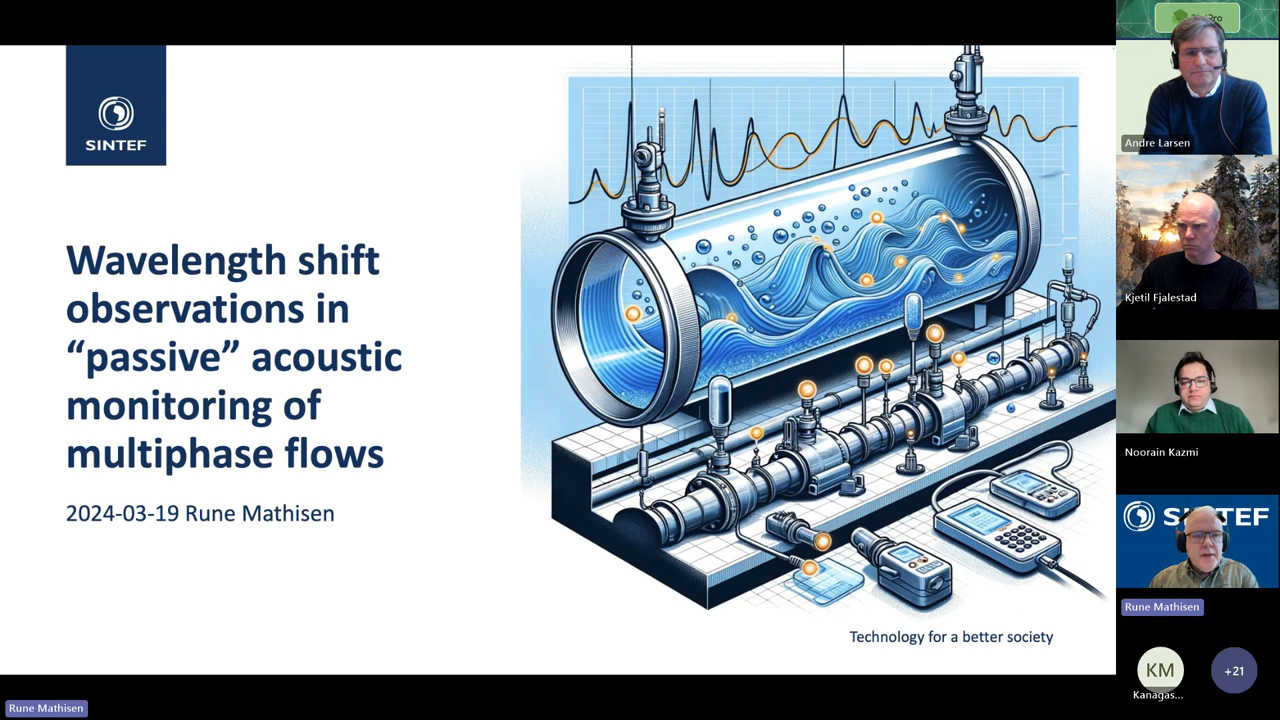 SINTEF
Wavelength shift
observations in
“passive” acoustic
monitoring of
multiphase flows
2024-03-19 Rune Mathisen
Technology for a better society
Rune Mathisen
Andre Larsen
Kjetil Fjalestad
Noorain Kazmi
Rune Mathisen
KM
Kanagas...
+21